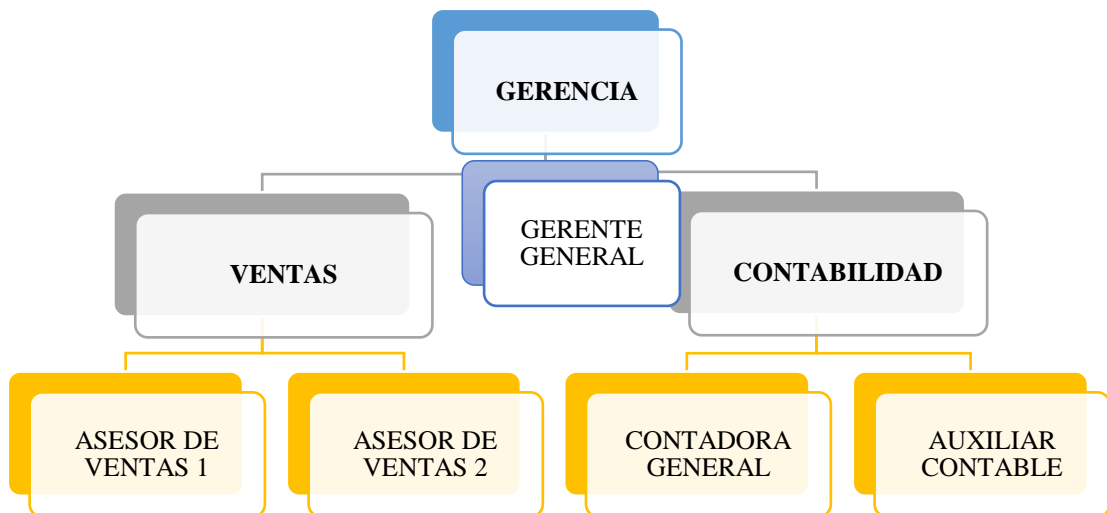 GERENCIA
GERENTE
GENERAL
VENTAS
CONTABILIDAD
ASESOR DE
VENTAS 1
ASESOR DE
VENTAS 2
CONTADORA
GENERAL
AUXILIAR
CONTABLE